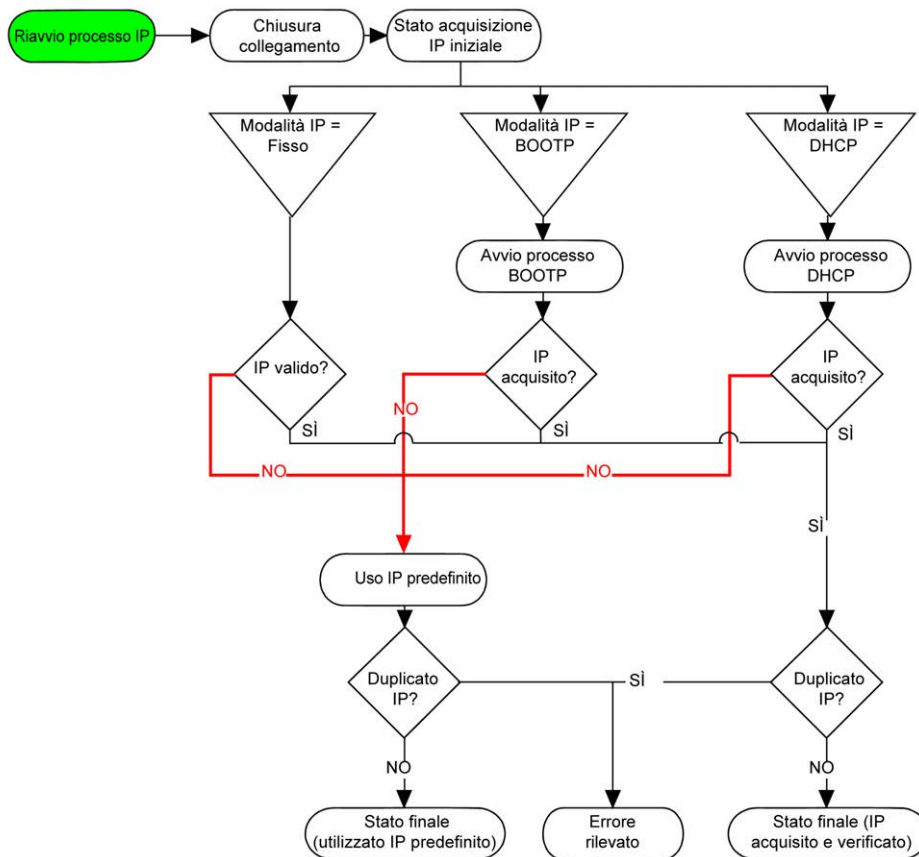 Riavvio processo IP
Chiusura
collegamento
Stato acquisizione
IP iniziale
Modalità IP =
Fisso
Modalità IP =
BOOTP
Modalità IP =
DHCP
Avvio processo
BOOTP
Avvio processo
DHCP
IP valido?
IP
acquisito?
IP
acquisito?
NO
SÌ
SÌ
SÌ
NO
NO
SÌ
Uso IP predefinito
Duplicato
IP?
SÌ
Duplicato
IP?
NO
NO
Stato finale
(utilizzato IP predefinito)
Errore
rilevato
Stato finale (IP
acquisito e verificato)